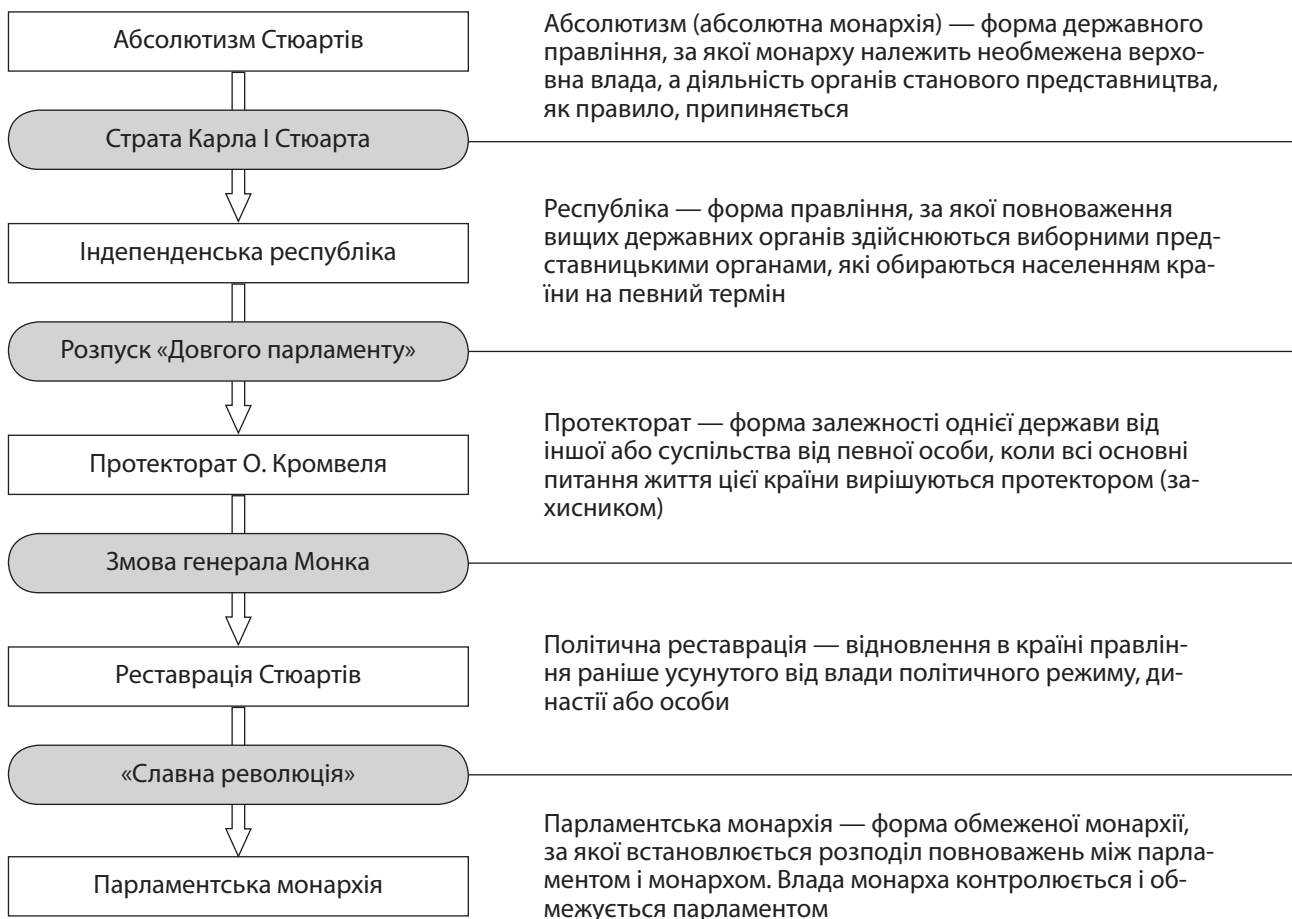 Абсолютизм Стюартів
Абсолютизм (абсолютна монархія) — форма державного
правління, за якої монарху належить необмежена верхо-
вна влада, а діяльність органів станового представництва,
як правило, припиняється
Страта Карла І Стюарта
Індепенденська республіка
Республіка — форма правління, за якої повноваження
вищих державних органів здійснюються виборними пред-
ставницькими органами, які обираються населенням кра-
їни на певний термін
Розпуск «Довгого парламенту»
Протекторат О. Кромвеля
Протекторат — форма залежності однієї держави від
іншої або суспільства від певної особи, коли всі основні
питання життя цієї країни вирішуються протектором (за-
хисником)
Змова генерала Монка
Реставрація Стюартів
Політична реставрація — відновлення в країні правлін-
ня раніше усунутого від влади політичного режиму, ди-
настії або особи
«Славна революція»
Парламентська монархія
Парламентська монархія — форма обмеженої монархії,
за якої встановлюється розподіл повноважень між парла-
ментом і монархом. Влада монарха контролюється і об-
межується парламентом